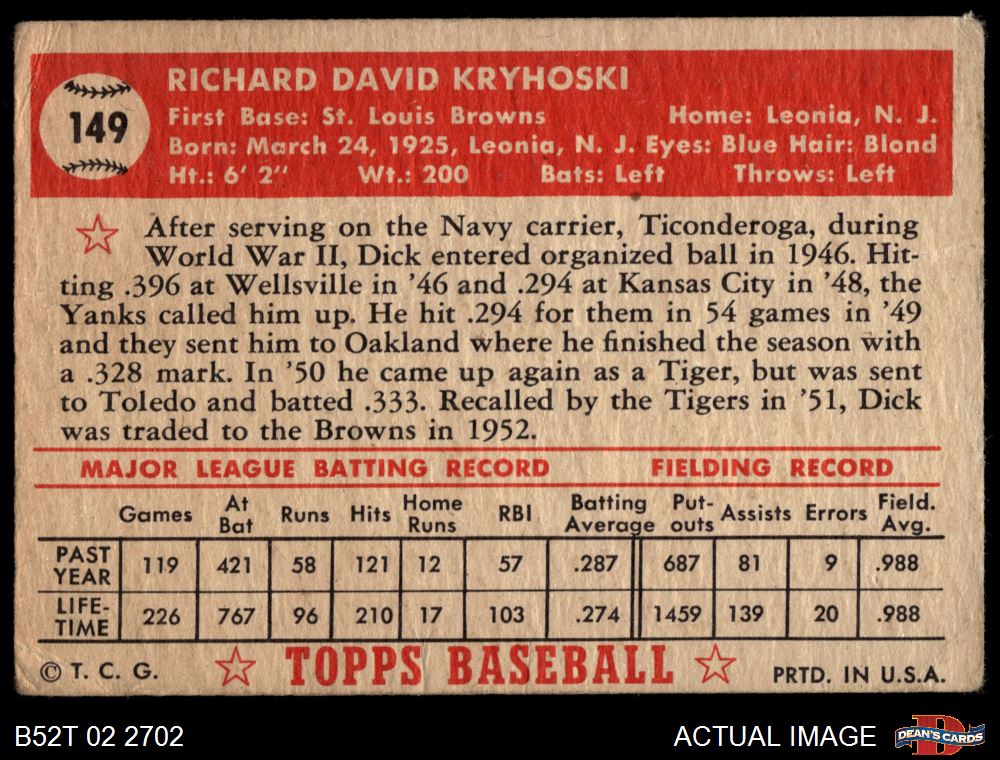 149
RICHARD DAVID KRYHOSKI
First Base: St. Louis Browns Home: Leonia, N. J.
Born: March 24, 1925, Leonia, N. J. Eyes: Blue Hair: Blond
Ht.: 6' 2" Wt.: 200 Bats: Left Throws: Left
After serving on the Navy carrier, Ticonderoga, during
World War II, Dick entered organized ball in 1946. Hit-
ting .396 at Wellsville in '46 and .294 at Kansas City in '48, the
Yanks called him up. He hit .294 for them in 54 games in '49
and they sent him to Oakland where he finished the season with
a .328 mark. In '50 he came up again as a Tiger, but was sent
to Toledo and batted .333. Recalled by the Tigers in '51, Dick
was traded to the Browns in 1952.
MAJOR LEAGUE BATTING RECORD FIELDING RECORD
Games At Bat Runs Hits Home Runs RBI Batting Average Put-outs Assists Errors Field. Avg.
PAST YEAR 119 421 58 121 12 57 .287 687 81 9 .988
LIFE-TIME 226 767 96 210 17 103 .274 1459 139 20 .988
© T. C. G. TOPPS BASEBALL PRTD. IN U.S.A.
B52T 02 2702 ACTUAL IMAGE DEAN'S CARDS